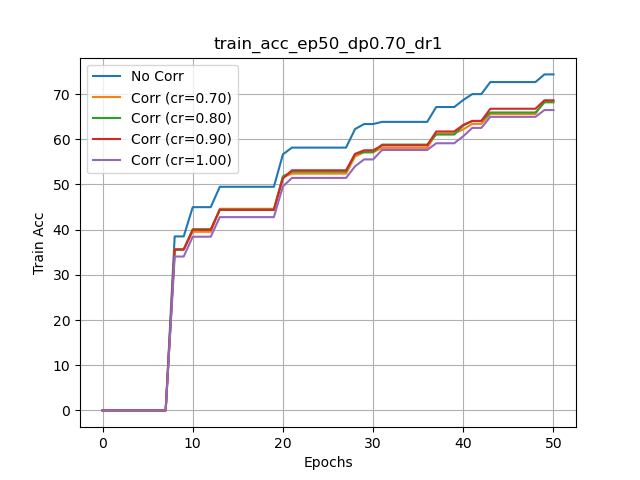 train_acc_ep50_dp0.70_dr1
No Corr
Corr (cr=0.70)
Corr (cr=0.80)
Corr (cr=0.90)
Corr (cr=1.00)
Train Acc
70
60
50
40
30
20
10
0
0 10 20 30 40 50
Epochs